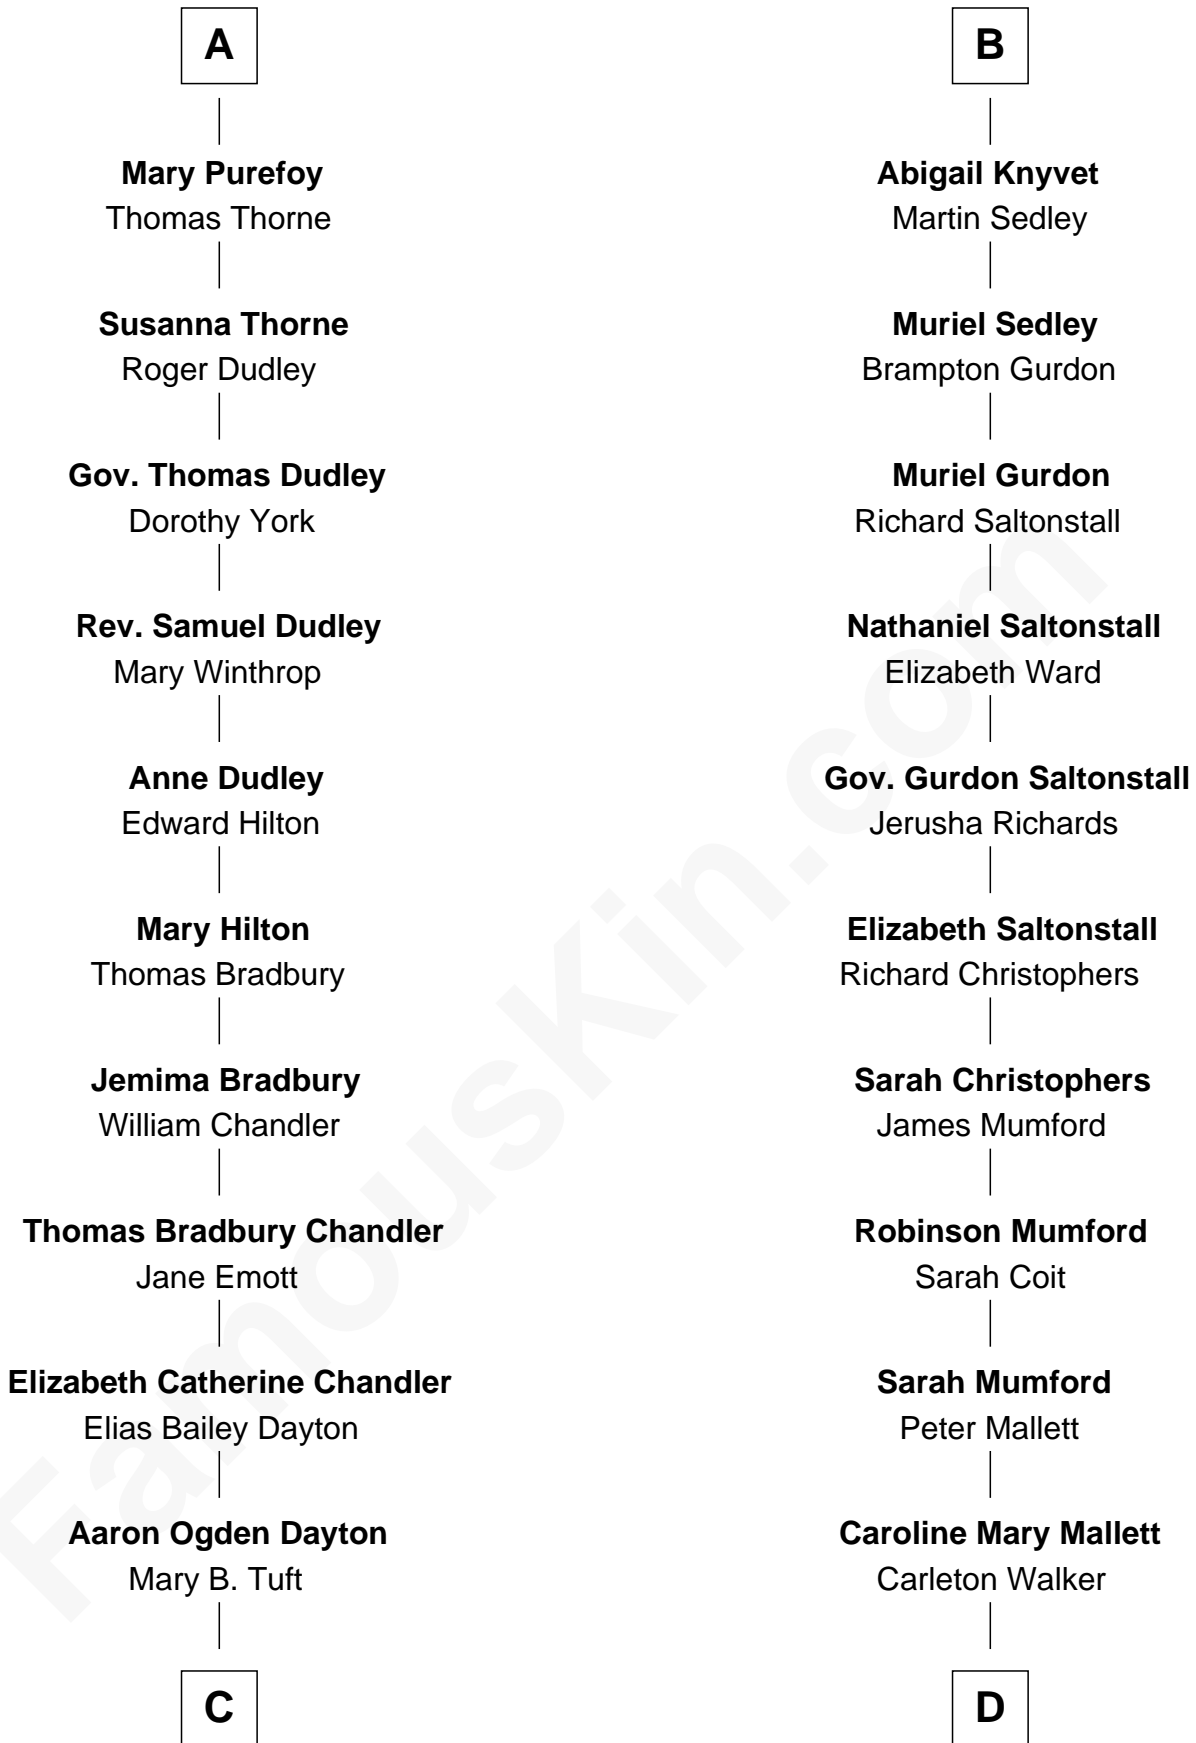 A
Mary Purefoy
Thomas Thorne
Susanna Thorne
Roger Dudley
Gov. Thomas Dudley
Dorothy York
Rev. Samuel Dudley
Mary Winthrop
Anne Dudley
Edward Hilton
Mary Hilton
Thomas Bradbury
Jemima Bradbury
William Chandler
Thomas Bradbury Chandler
Jane Emott
Elizabeth Catherine Chandler
Elias Bailey Dayton
Aaron Ogden Dayton
Mary B. Tuft
C
B
Abigail Knyvet
Martin Sedley
Muriel Sedley
Brampton Gurdon
Muriel Gurdon
Richard Saltonstall
Nathaniel Saltonstall
Elizabeth Ward
Gov. Gurdon Saltonstall
Jerusha Richards
Elizabeth Saltonstall
Richard Christophers
Sarah Christophers
James Mumford
Robinson Mumford
Sarah Coit
Sarah Mumford
Peter Mallett
Caroline Mary Mallett
Carleton Walker
D
FamousKin.com